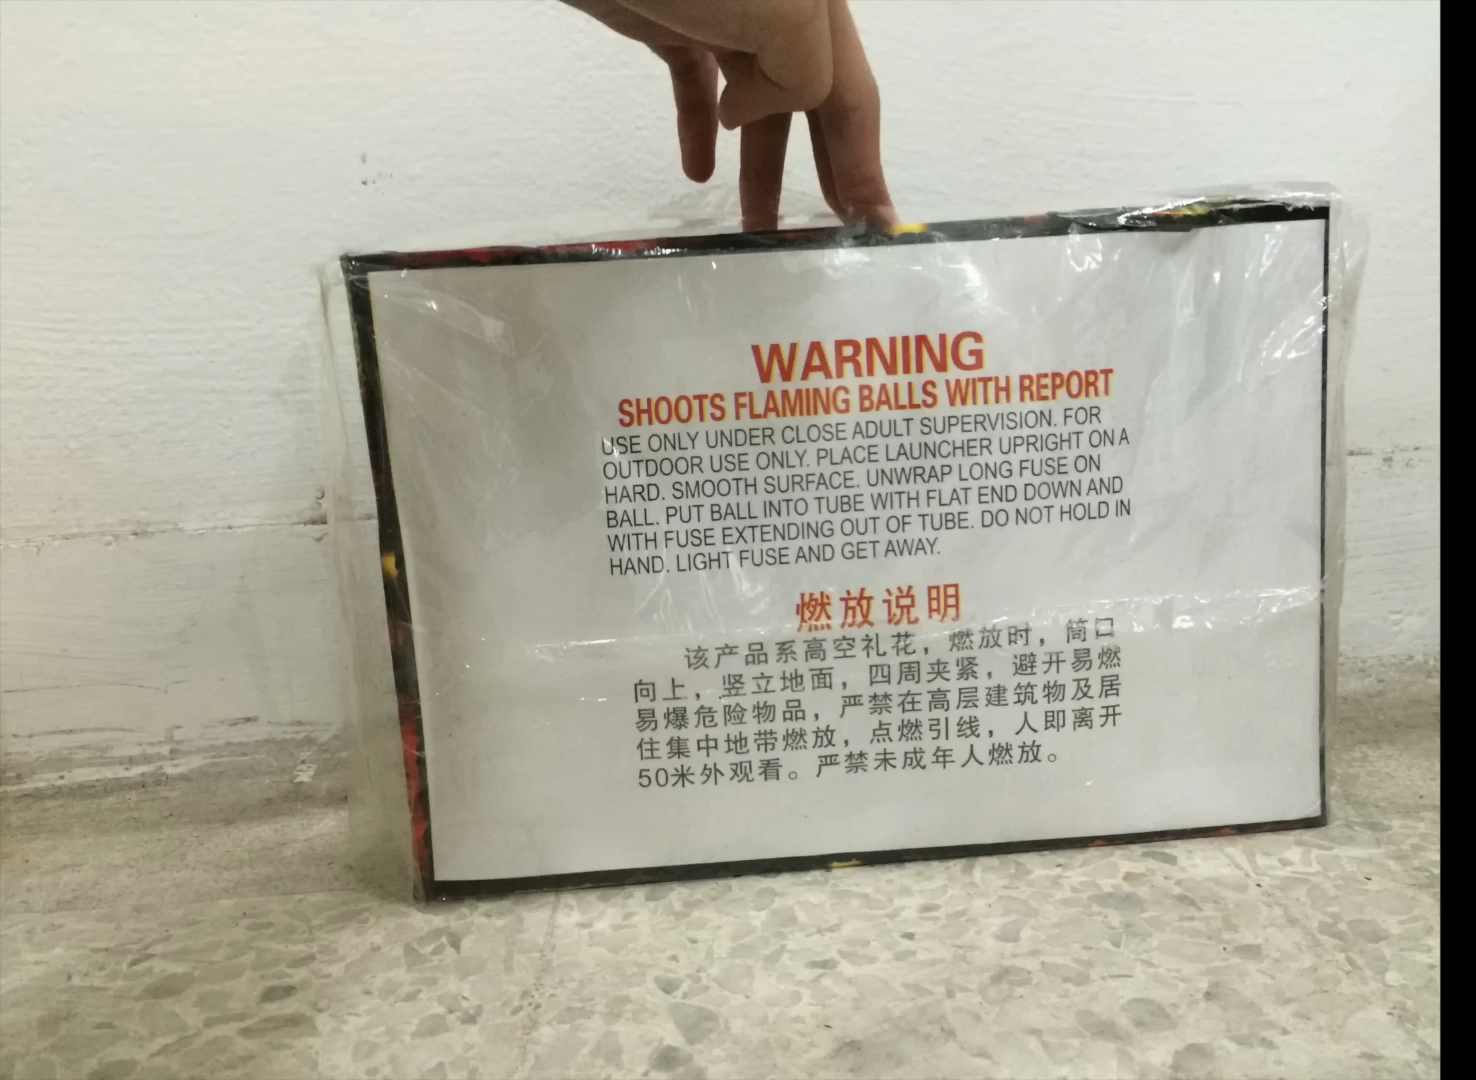 WARNING
SHOOTS FLAMING BALLS WITH REPORT
USE ONLY UNDER CLOSE ADULT SUPERVISION. FOR
OUTDOOR USE ONLY. PLACE LAUNCHER UPRIGHT ON A
HARD. SMOOTH SURFACE. UNWRAP LONG FUSE ON
BALL. PUT BALL INTO TUBE WITH FLAT END DOWN AND
WITH FUSE EXTENDING OUT OF TUBE. DO NOT HOLD IN
HAND. LIGHT FUSE AND GET AWAY.
燃放说明
该产品系高空礼花，燃放时，筒口
向上，竖立地面，四周夹紧，避开易燃
易爆危险物品，严禁在高层建筑物及居
住集中地带燃放，点燃引线，人即离开
50米外观看。严禁未成年人燃放。